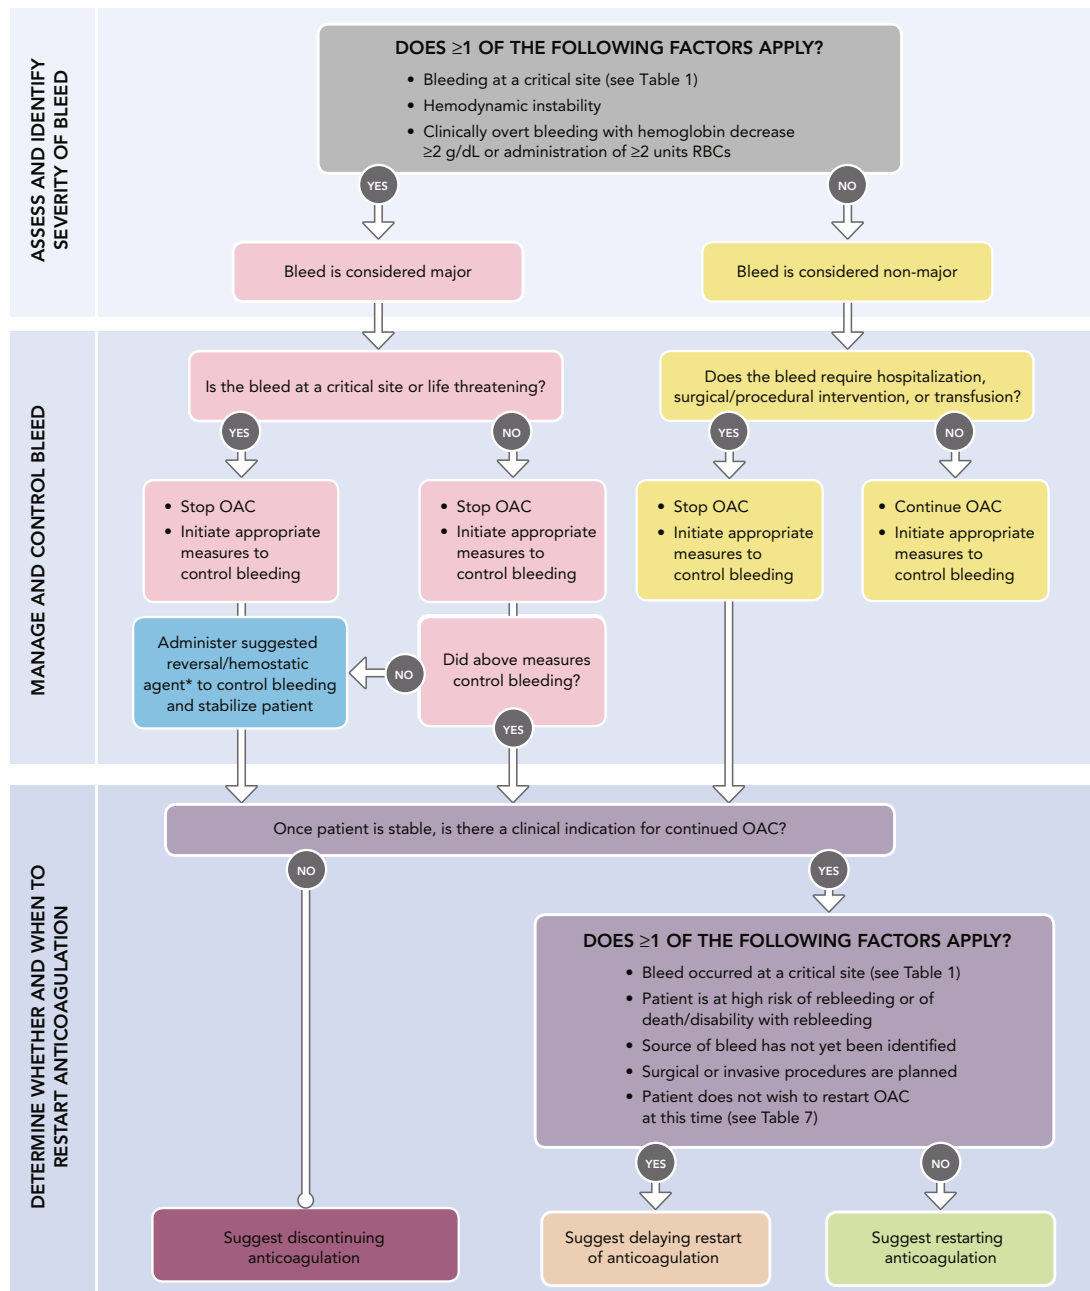 ASSESS AND IDENTIFY
SEVERITY OF BLEED
DOES ≥1 OF THE FOLLOWING FACTORS APPLY?
• Bleeding at a critical site (see Table 1)
• Hemodynamic instability
• Clinically overt bleeding with hemoglobin decrease
≥2 g/dL or administration of ≥2 units RBCs
YES
NO
Bleed is considered major
Bleed is considered non-major
MANAGE AND CONTROL BLEED
Is the bleed at a critical site or life threatening?
Does the bleed require hospitalization,
surgical/procedural intervention, or transfusion?
YES
NO
YES
NO
• Stop OAC
• Initiate appropriate
measures to
control bleeding
• Stop OAC
• Initiate appropriate
measures to
control bleeding
• Stop OAC
• Initiate appropriate
measures to
control bleeding
• Continue OAC
• Initiate appropriate
measures to
control bleeding
Administer suggested
reversal/hemostatic
agent* to control bleeding
and stabilize patient
NO
Did above measures
control bleeding?
YES
DETERMINE WHETHER AND WHEN TO
RESTART ANTICOAGULATION
Once patient is stable, is there a clinical indication for continued OAC?
NO
YES
DOES ≥1 OF THE FOLLOWING FACTORS APPLY?
• Bleed occurred at a critical site (see Table 1)
• Patient is at high risk of rebleeding or of
death/disability with rebleeding
• Source of bleed has not yet been identified
• Surgical or invasive procedures are planned
• Patient does not wish to restart OAC
at this time (see Table 7)
YES
NO
Suggest discontinuing
anticoagulation
Suggest delaying restart
of anticoagulation
Suggest restarting
anticoagulation